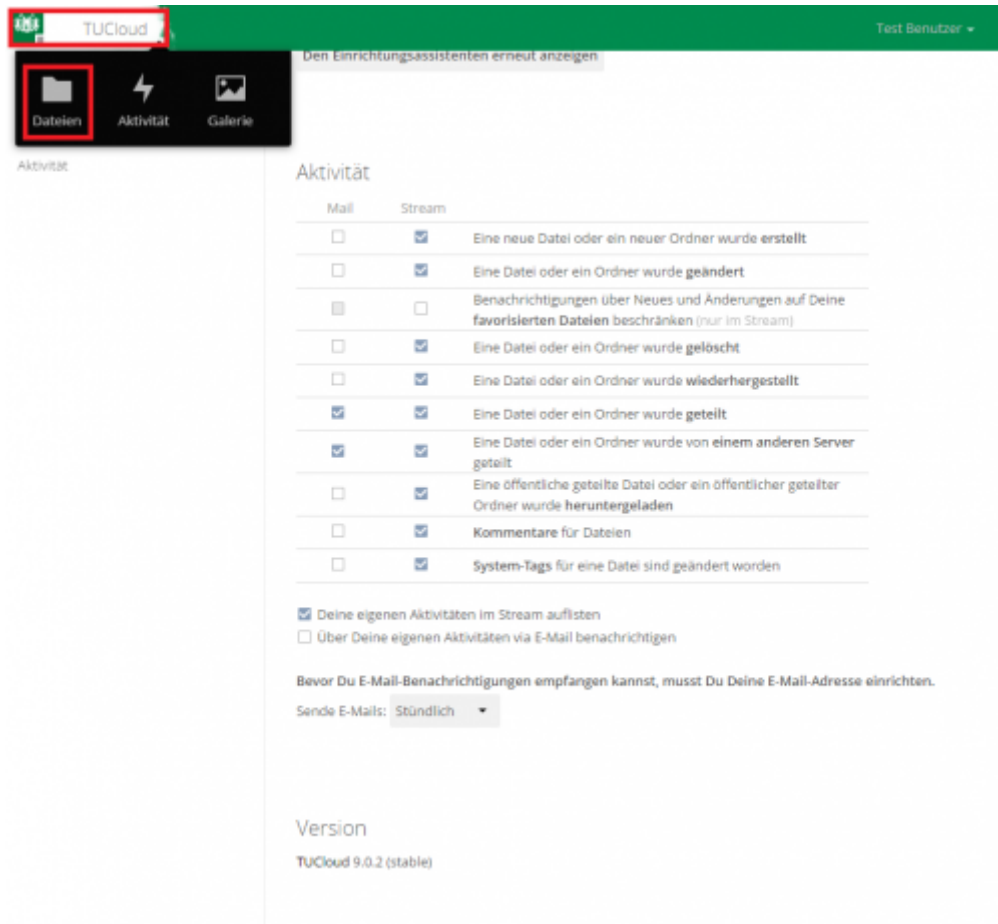 TUCloud
Test Benutzer
Den Einrichtungsassistenten erneut anzeigen
Dateien
Aktivität
Galerie
Aktivität
Aktivität
Mail Stream
Eine neue Datei oder ein neuer Ordner wurde erstellt
Eine Datei oder ein Ordner wurde geändert
Benachrichtigungen über Neues und Änderungen auf Deine
favorisierten Dateien beschränken (nur im Stream)
Eine Datei oder ein Ordner wurde gelöscht
Eine Datei oder ein Ordner wurde wiederhergestellt
Eine Datei oder ein Ordner wurde geteilt
Eine Datei oder ein Ordner wurde von einem anderen Server
geteilt
Eine öffentliche geteilte Datei oder ein öffentlicher geteilter
Ordner wurde heruntergeladen
Kommentare für Dateien
System-Tags für eine Datei sind geändert worden
Deine eigenen Aktivitäten im Stream auflisten
Über Deine eigenen Aktivitäten via E-Mail benachrichtigen
Bevor Du E-Mail-Benachrichtigungen empfangen kannst, musst Du Deine E-Mail-Adresse einrichten.
Sende E-Mails: Stündlich
Version
TUCloud 9.0.2 (stable)